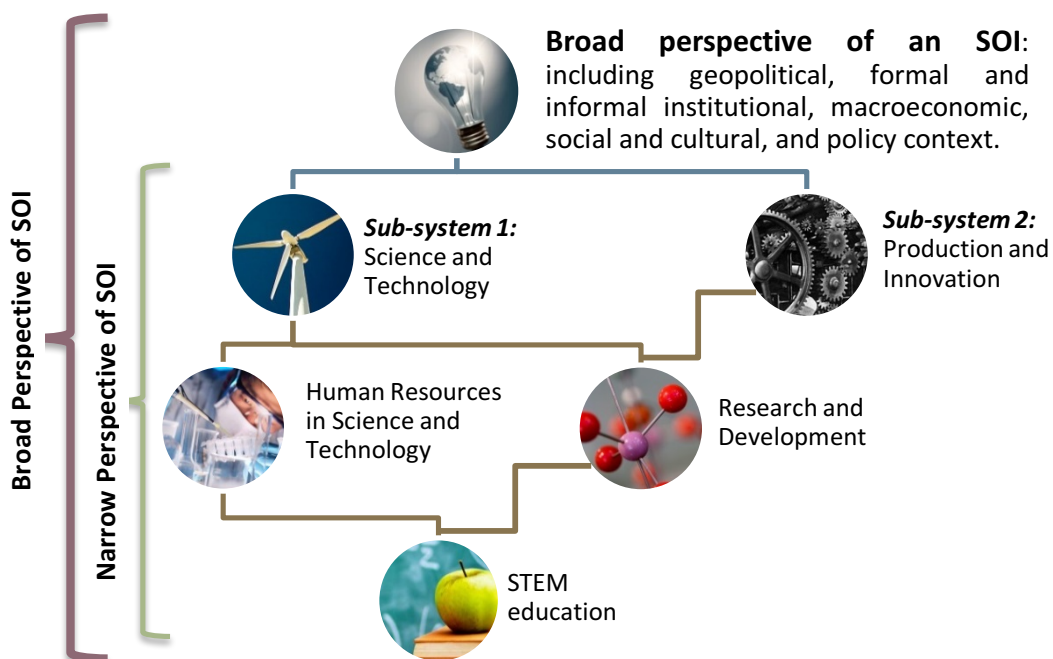 Broad perspective of an SOI:
including geopolitical, formal and
informal institutional, macroeconomic,
social and cultural, and policy context.
Broad Perspective of SOI
Narrow Perspective of SOI
Sub-system 1:
Science and
Technology
Sub-system 2:
Production and
Innovation
Human Resources
in Science and
Technology
Research and
Development
STEM
education